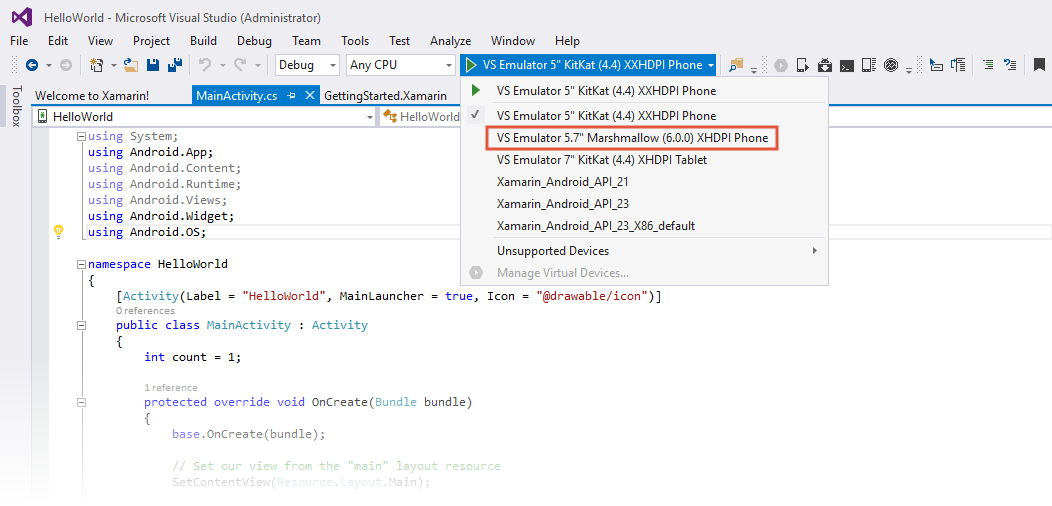 HelloWorld - Microsoft Visual Studio (Administrator)
File Edit View Project Build Debug Team Tools Test Analyze Window Help
Debug Any CPU VS Emulator 5" KitKat (4.4) XXHDPI Phone
Toolbox
Welcome to Xamarin! MainActivity.cs GettingStarted.Xamarin
HelloWorld HelloWorld
VS Emulator 5" KitKat (4.4) XXHDPI Phone
VS Emulator 5" KitKat (4.4) XXHDPI Phone
VS Emulator 5.7" Marshmallow (6.0.0) XHDPI Phone
VS Emulator 7" KitKat (4.4) XHDPI Tablet
Xamarin_Android_API_21
Xamarin_Android_API_23
Xamarin_Android_API_23_X86_default
Unsupported Devices
Manage Virtual Devices...
using System;
using Android.App;
using Android.Content;
using Android.Runtime;
using Android.Views;
using Android.Widget;
using Android.OS;
namespace HelloWorld
{
[Activity(Label = "HelloWorld", MainLauncher = true, Icon = "@drawable/icon")]
0 references
public class MainActivity : Activity
{
int count = 1;
1 reference
protected override void OnCreate(Bundle bundle)
{
base.OnCreate(bundle);
// Set our view from the "main" layout resource
SetContentView(Resource.Layout.Main);